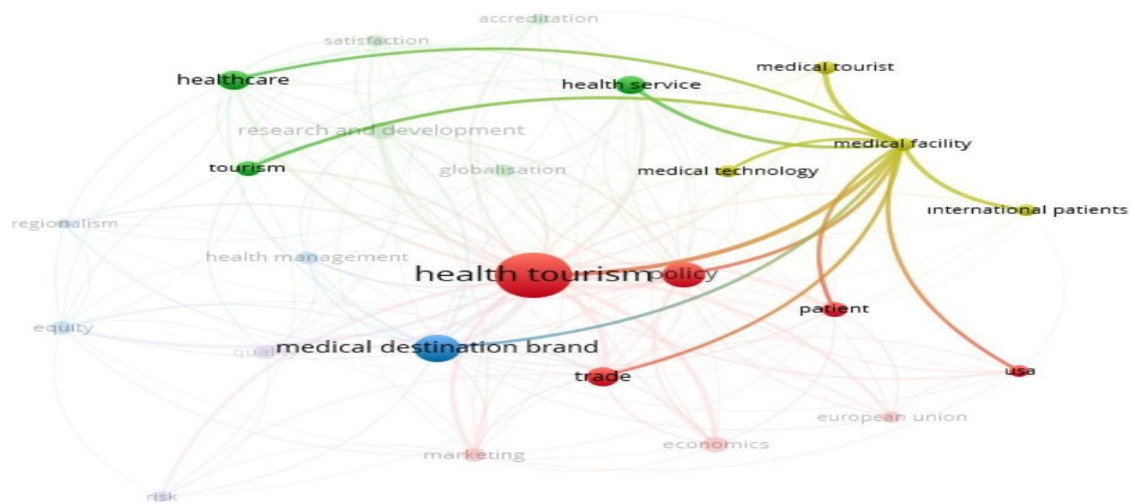 accreditation
satisfaction
healthcare
health service
medical tourist
research and development
medical facility
tourism
globalisation
medical technology
international patients
regionalism
health management
health tourism
policy
patient
equity
quality
medical destination brand
trade
usa
european union
economics
marketing
risk